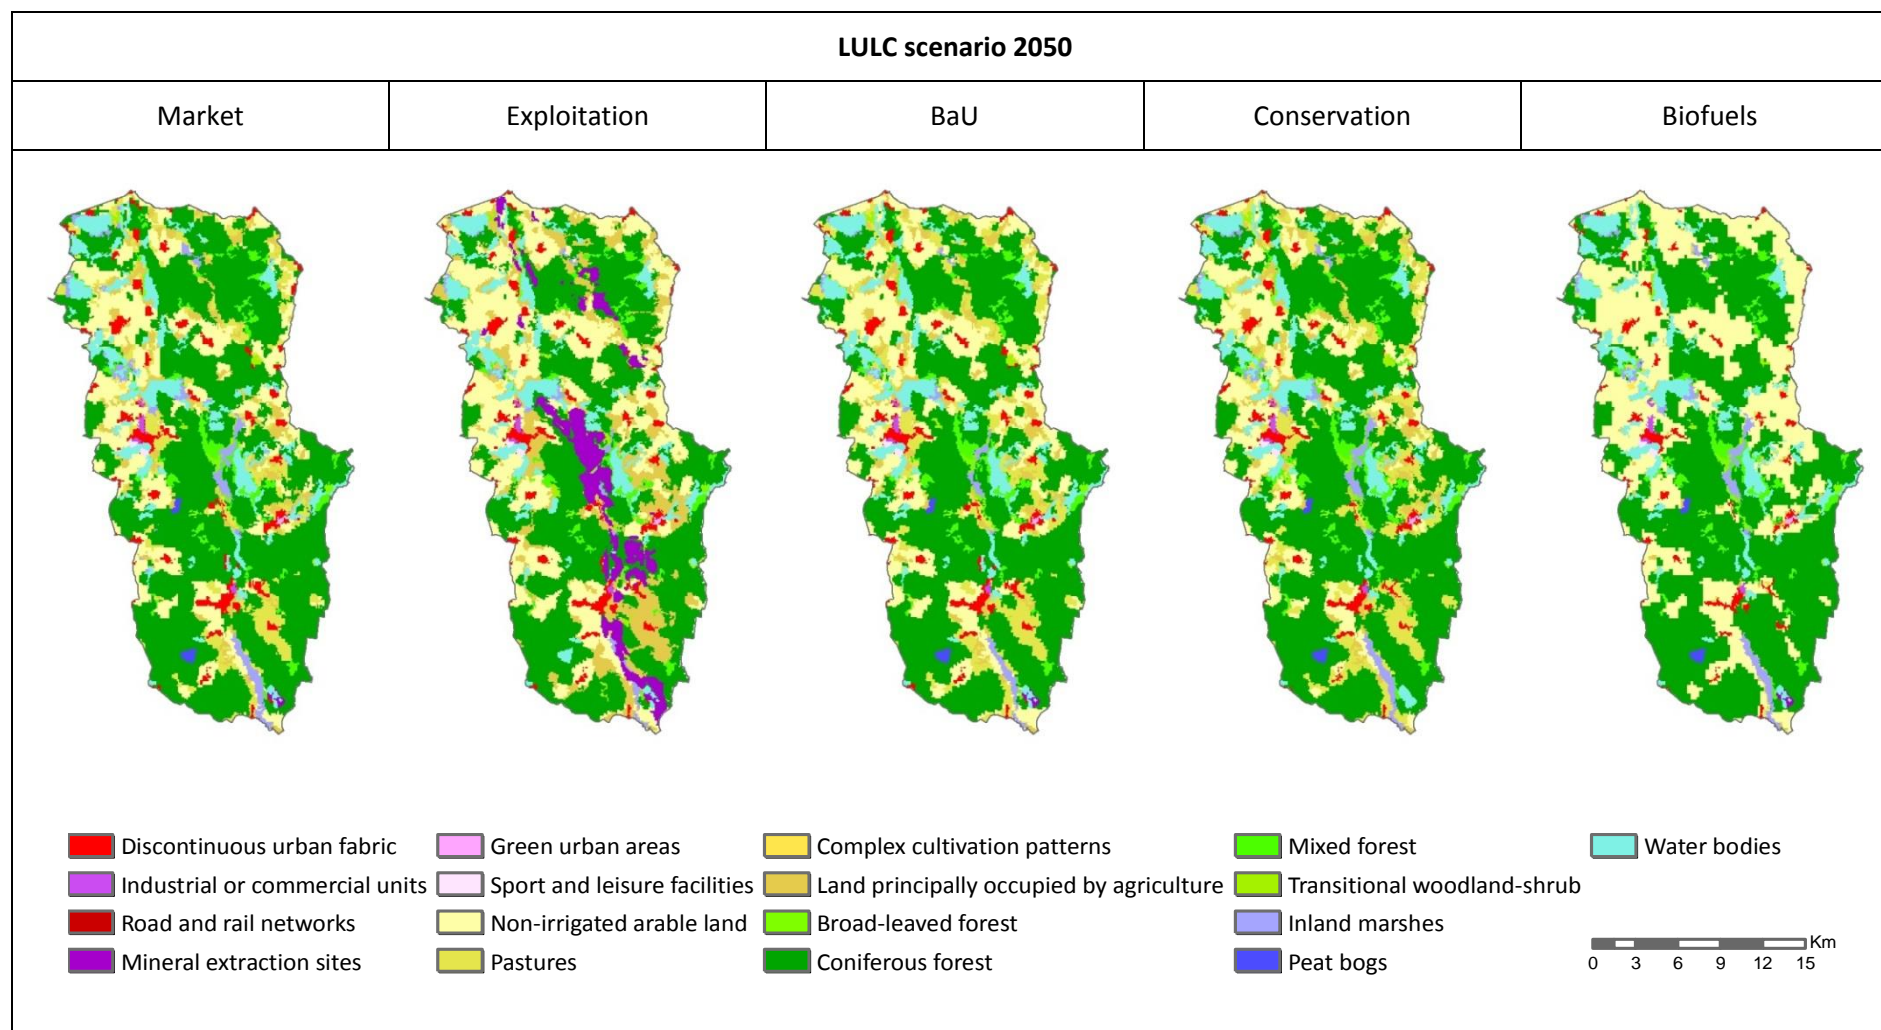 LULC scenario 2050
Market Exploitation BaU Conservation Biofuels
Discontinuous urban fabric Green urban areas Complex cultivation patterns Mixed forest Water bodies
Industrial or commercial units Sport and leisure facilities Land principally occupied by agriculture Transitional woodland-shrub
Road and rail networks Non-irrigated arable land Broad-leaved forest Inland marshes
Km
Mineral extraction sites Pastures Coniferous forest Peat bogs
0 3 6 9 12 15